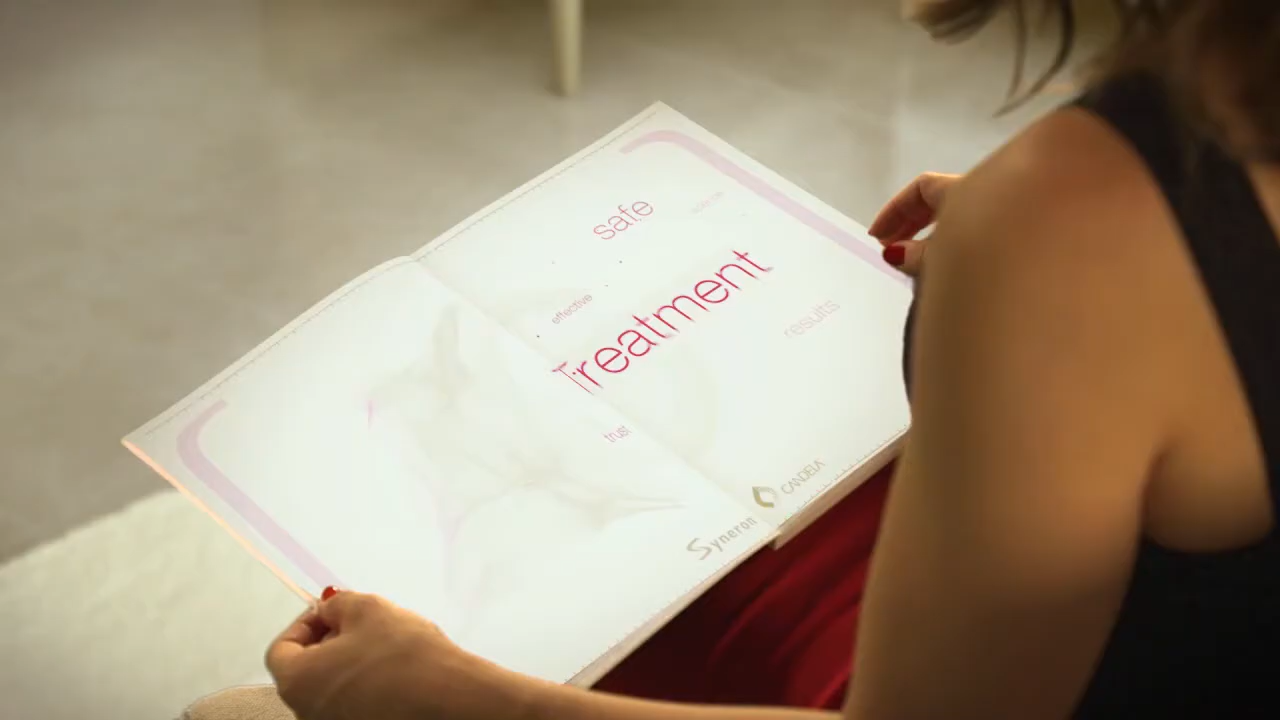 safe
effective
Treatment
results
trust
Syneron
CANDELA